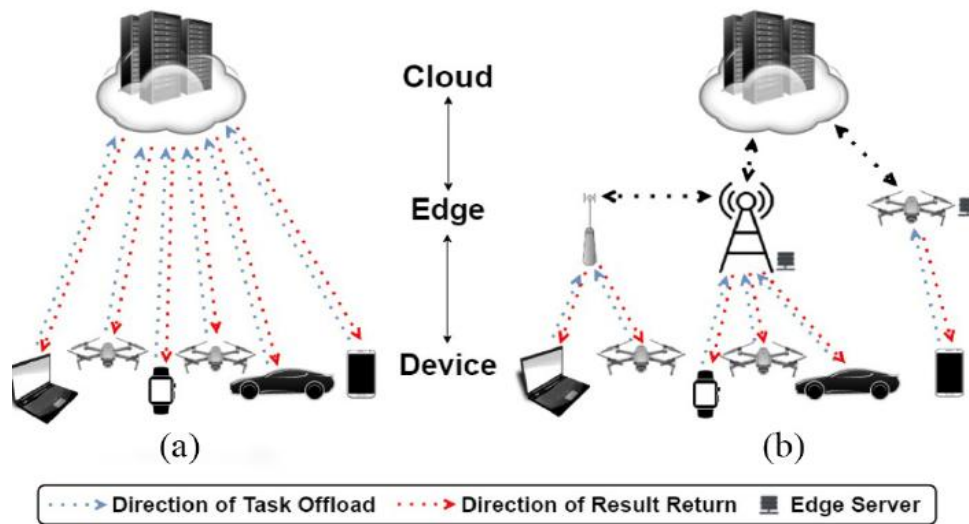 Cloud
Edge
Device
(a)
(b)
Direction of Task Offload
Direction of Result Return
Edge Server